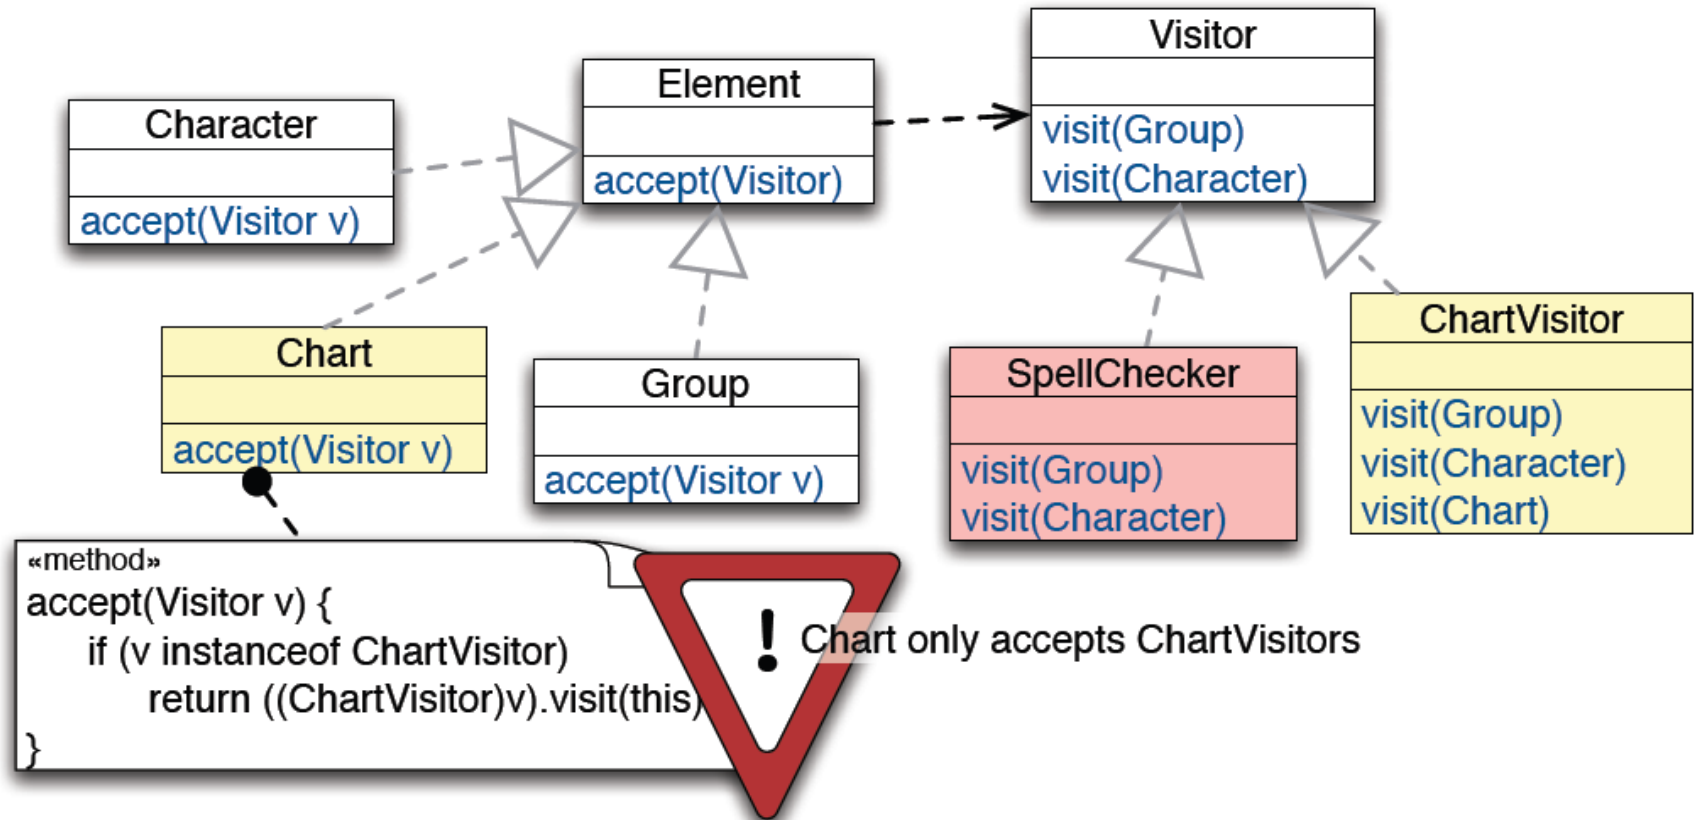 Character
accept(Visitor v)
Element
accept(Visitor)
Visitor
visit(Group)
visit(Character)
Chart
accept(Visitor v)
Group
accept(Visitor v)
SpellChecker
visit(Group)
visit(Character)
ChartVisitor
visit(Group)
visit(Character)
visit(Chart)
«method»
accept(Visitor v) {
if (v instanceof ChartVisitor)
return ((ChartVisitor)v).visit(this)
}
! Chart only accepts ChartVisitors